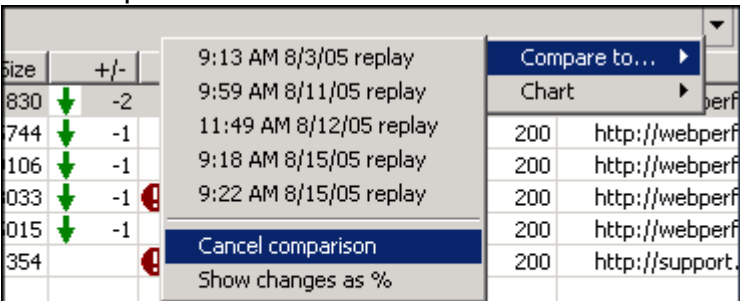 Size +/-
9:13 AM 8/3/05 replay Compare to...
830 -2 9:59 AM 8/11/05 replay Chart
744 -1 11:49 AM 8/12/05 replay 200 http://webperf
106 -1 9:18 AM 8/15/05 replay 200 http://webperf
033 -1 9:22 AM 8/15/05 replay 200 http://webperf
015 -1 200 http://webperf
354 Cancel comparison 200 http://support.
Show changes as %